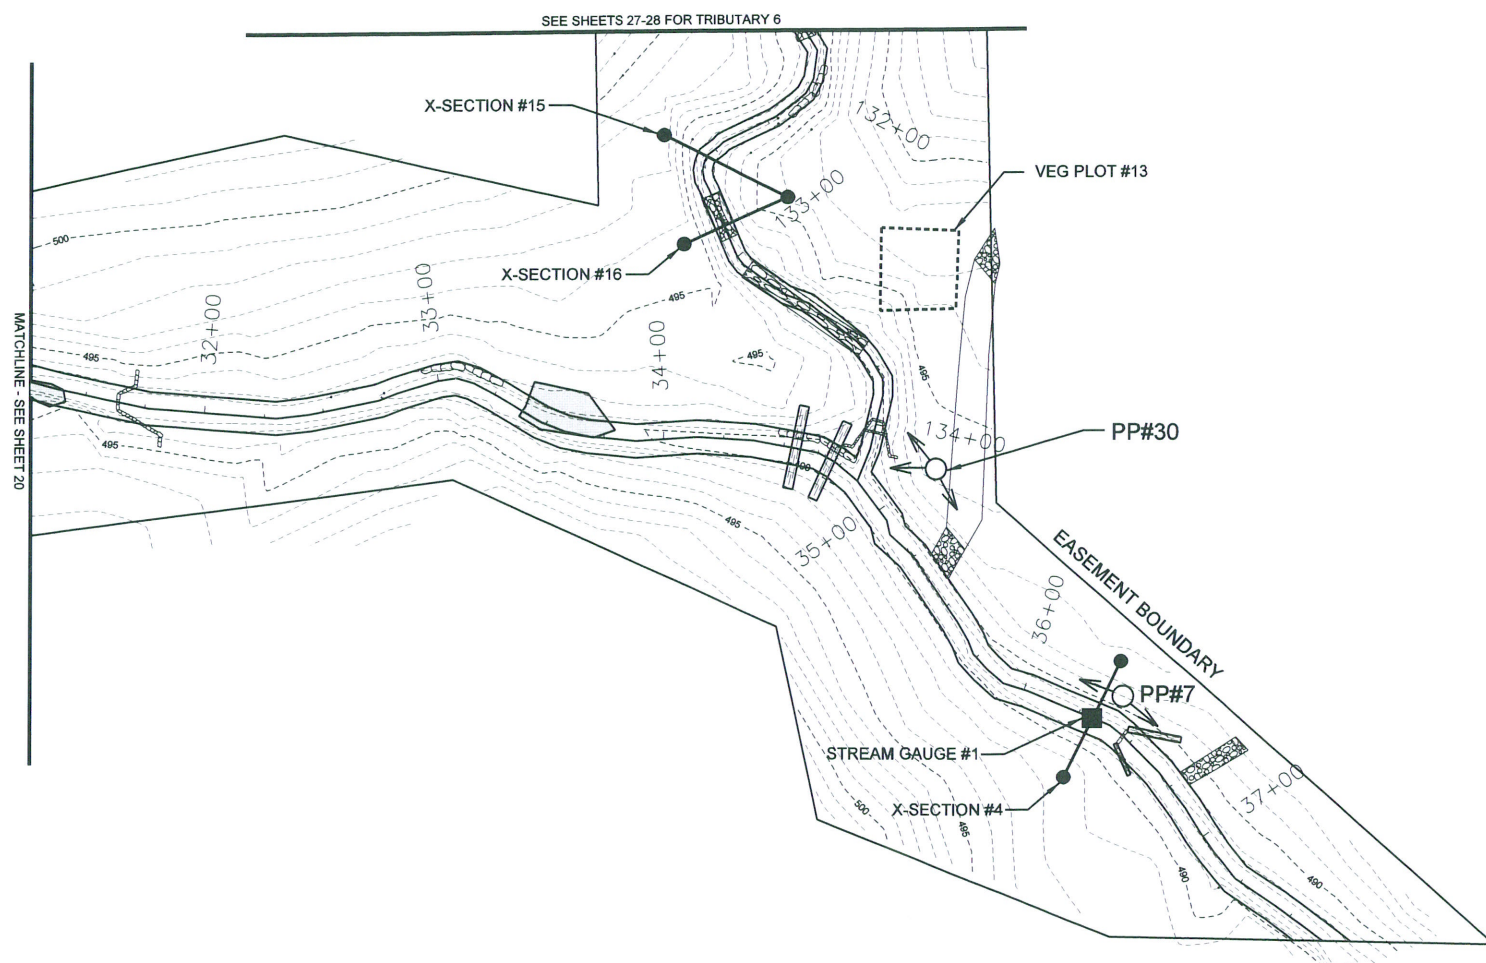 SEE SHEETS 27-28 FOR TRIBUTARY 6
X-SECTION #15
132+00
VEG PLOT #13
133+00
500
X-SECTION #16
495
33+00
32+00
34+00
MATCHLINE - SEE SHEET 20
495
495
495
134+00
PP#30
495
490
495
35+00
EASEMENT BOUNDARY
36+00
PP#7
STREAM GAUGE #1
37+00
X-SECTION #4
500
495
490
490